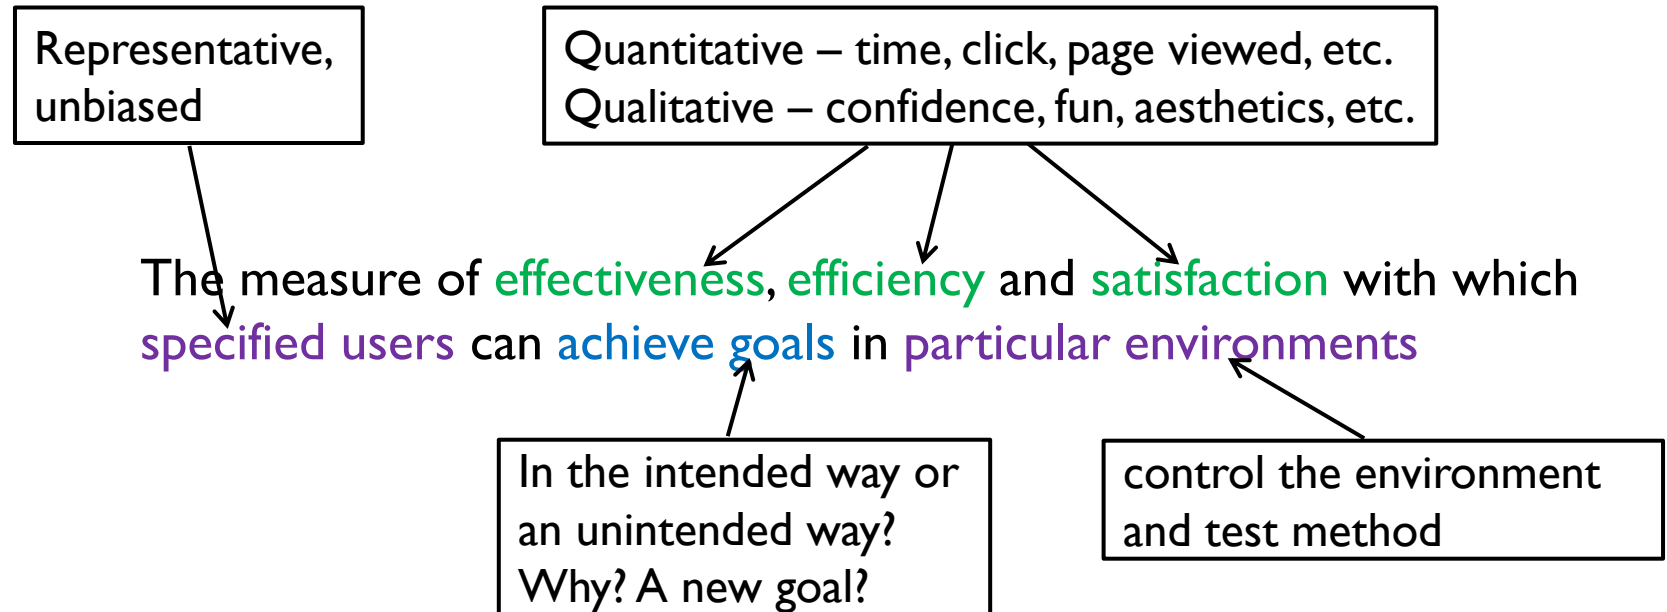 Representative,
unbiased
Quantitative – time, click, page viewed, etc.
Qualitative – confidence, fun, aesthetics, etc.
The measure of effectiveness, efficiency and satisfaction with which
specified users can achieve goals in particular environments
In the intended way or
an unintended way?
Why? A new goal?
control the environment
and test method